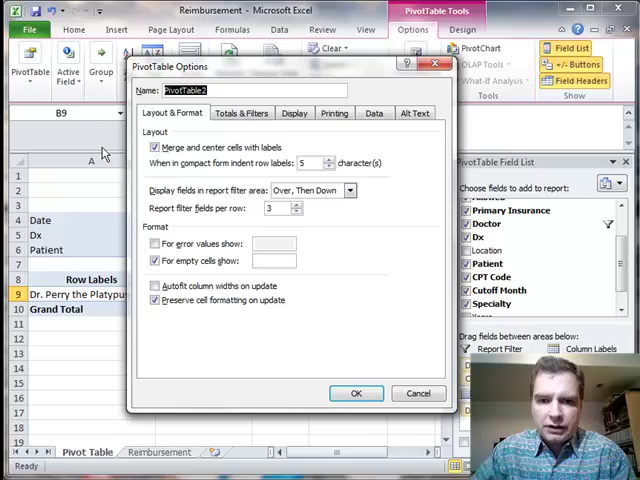 Reimbursement - Microsoft Excel
PivotTable Tools
File Home Insert Page Layout Formulas Options Design
PivotTable Active Field Group
Clear
PivotChart
OLAP Tools
What-If Analysis
Tools
Field List
+/- Buttons
Field Headers
Show
B9
PivotTable Options
Name: PivotTable2
Layout & Format Totals & Filters Display Printing Data Alt Text
Layout
Merge and center cells with labels
When in compact form indent row labels: 5 character(s)
Display fields in report filter area: Over, Then Down
Report filter fields per row: 3
Format
For error values show:
For empty cells show:
Autofit column widths on update
Preserve cell formatting on update
OK Cancel
A
1
2
3
4 Date
5 Dx
6 Patient
7
8 Row Labels
9 Dr. Perry the Platypus
10 Grand Total
11
12
13
14
15
16
17
PivotTable Field List
Choose fields to add to report:
Primary Insurance
Doctor
Dx
Location
Patient
CPT Code
Cutoff Month
Specialty
Drag fields between areas below:
Report Filter Column Labels
Pivot Table Reimbursement
Ready